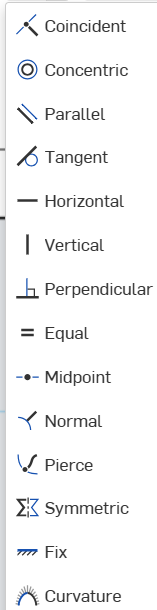 Coincident
Concentric
Parallel
Tangent
Horizontal
Vertical
Perpendicular
Equal
Midpoint
Normal
Pierce
Symmetric
Fix
Curvature